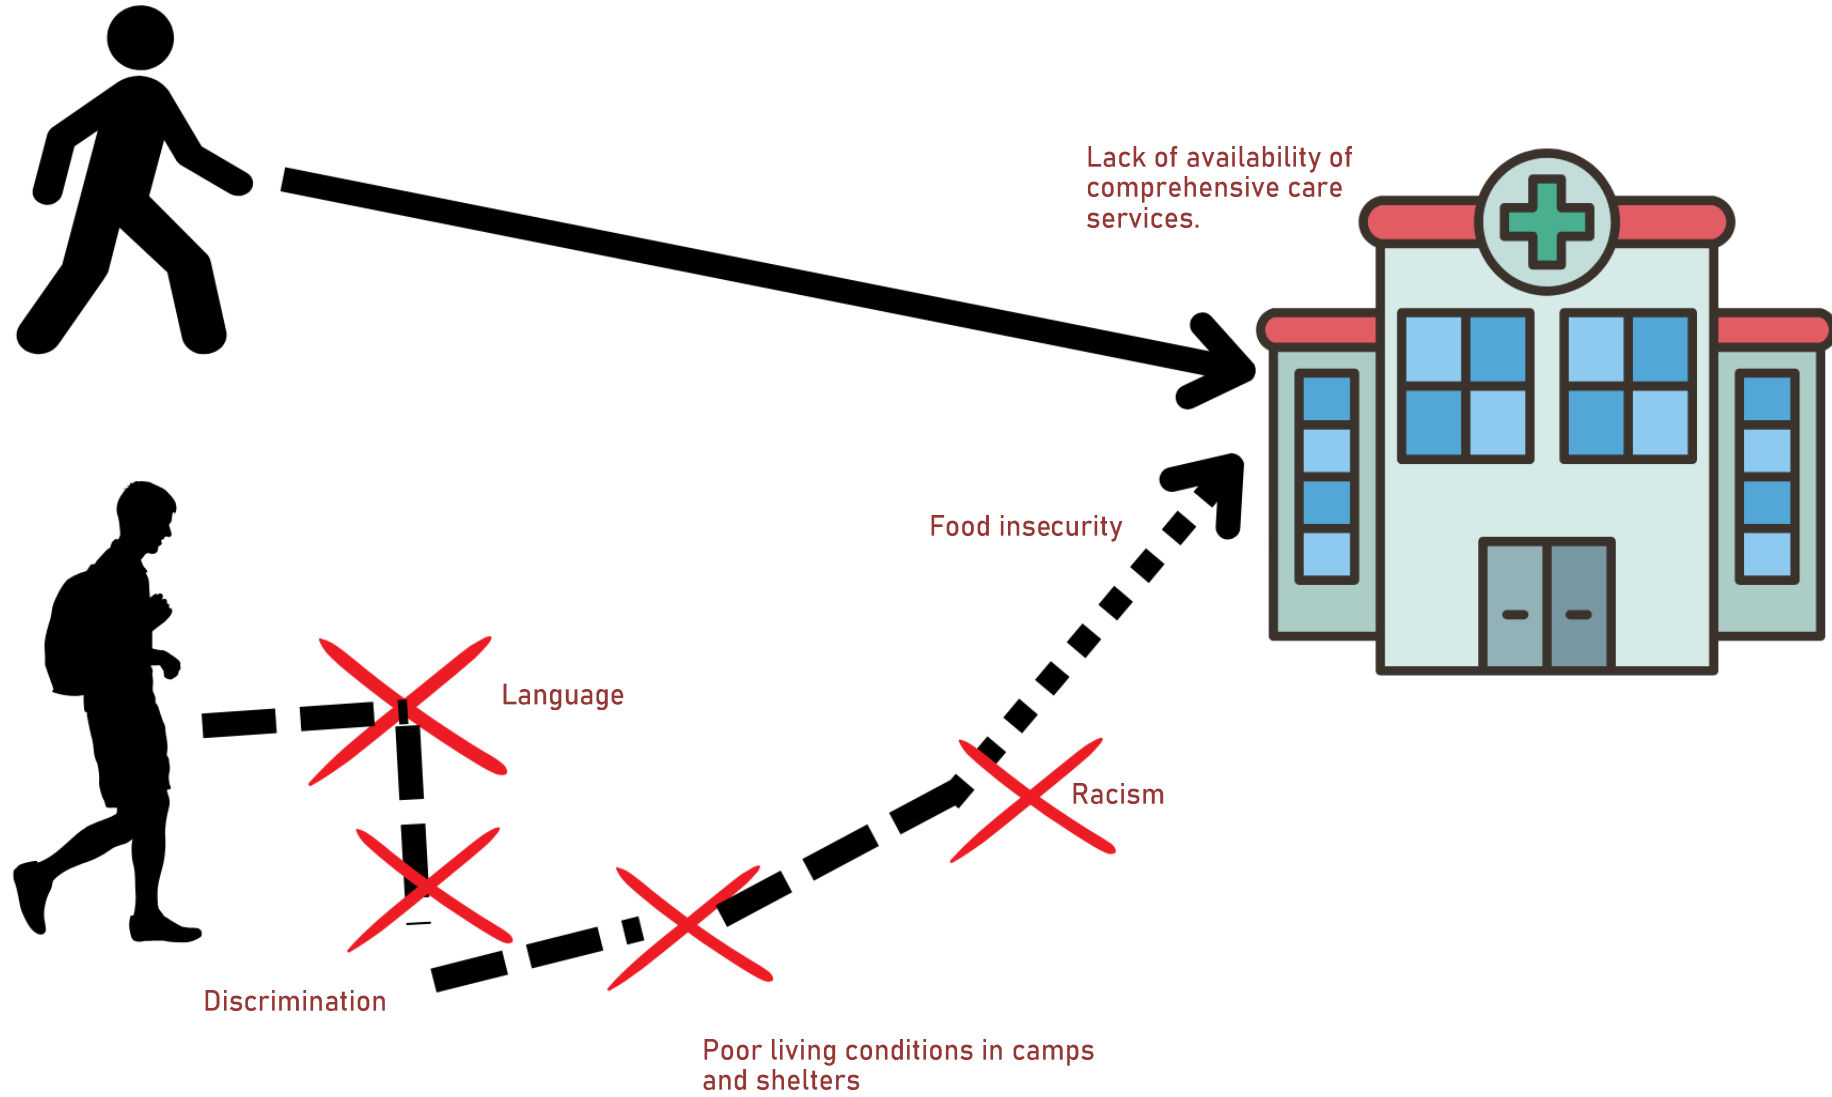 Lack of availability of
comprehensive care
services.
Food insecurity
Language
Racism
Discrimination
Poor living conditions in camps
and shelters